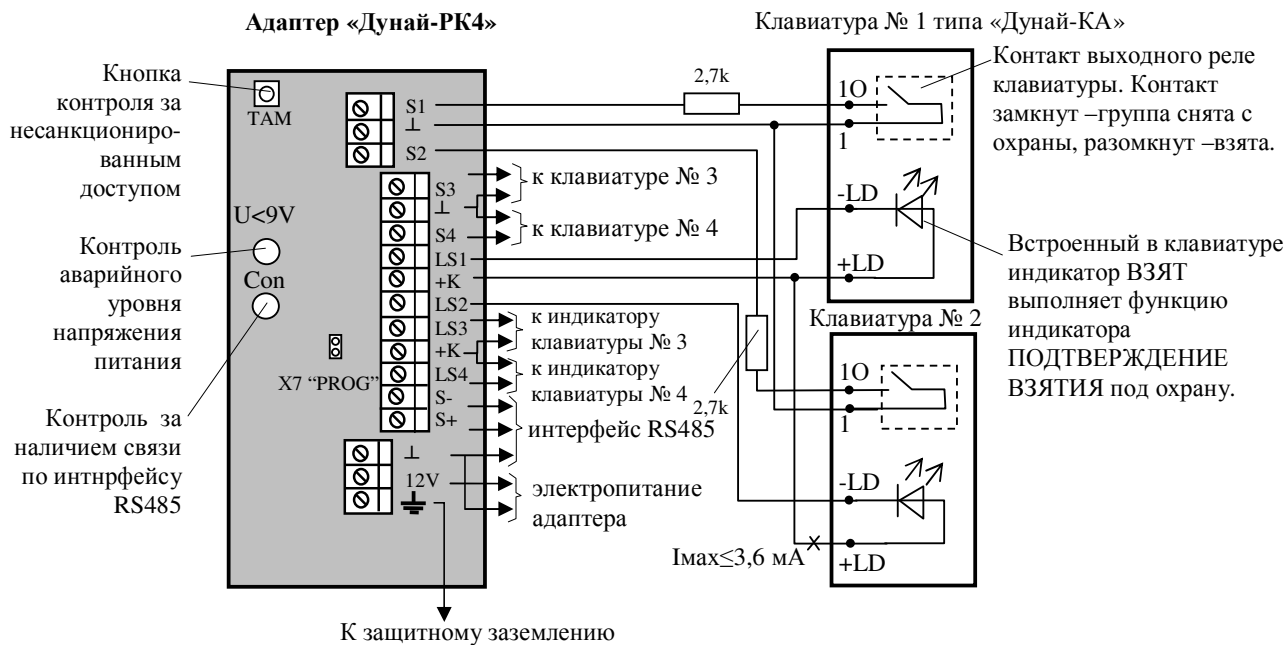 Адаптер «Дунай-РК4»
Клавиатура № 1 типа «Дунай-КА»
Кнопка
контроля за
несанкциониро-
ванным
доступом
U<9V
Контроль
аварийного
уровня
напряжения
питания
Con
Контроль за
наличием связи
по интнрфейсу
RS485
TAM
X7 “PROG”
S1
⊥
S2
S3
⊥
S4
LS1
+K
LS2
LS3
+K
LS4
S-
S+
⊥
12V
к клавиатуре № 3
к клавиатуре № 4
к индикатору
клавиатуры № 3
к индикатору
клавиатуры № 4
интерфейс RS485
электропитание
адаптера
К защитному заземлению
2,7k
2,7k
1O
1
-LD
+LD
Контакт выходного реле
клавиатуры. Контакт
замкнут –группа снята с
охраны, разомкнут –взята.
Встроенный в клавиатуре
индикатор ВЗЯТ
выполняет функцию
индикатора
ПОДТВЕРЖДЕНИЕ
ВЗЯТИЯ под охрану.
Клавиатура № 2
1O
1
-LD
+LD
Iмах≤3,6 мА